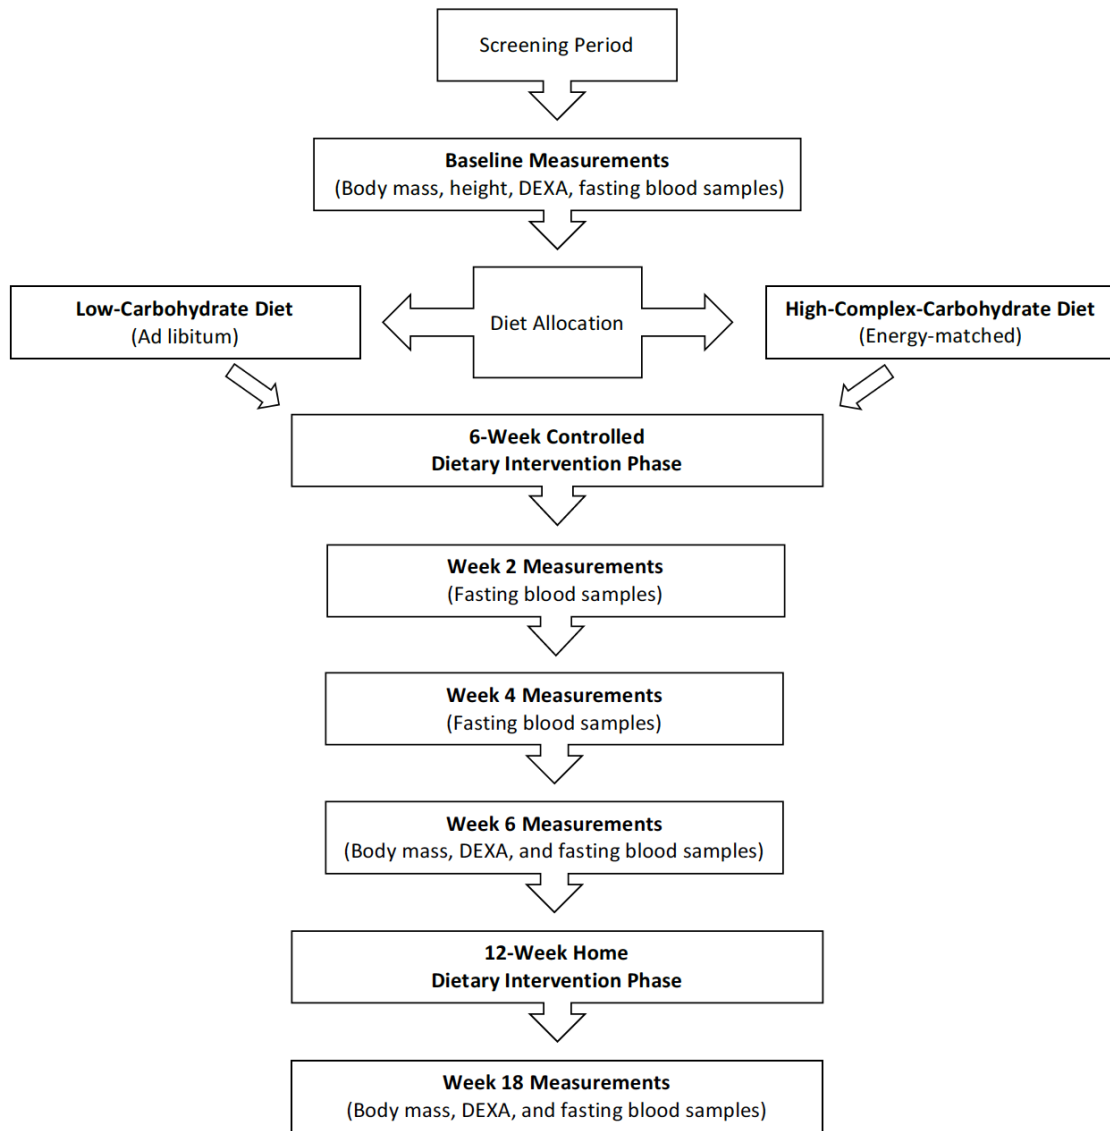 Screening Period
Baseline Measurements
(Body mass, height, DEXA, fasting blood samples)
Low-Carbohydrate Diet
(Ad libitum)
Diet Allocation
High-Complex-Carbohydrate Diet
(Energy-matched)
6-Week Controlled
Dietary Intervention Phase
Week 2 Measurements
(Fasting blood samples)
Week 4 Measurements
(Fasting blood samples)
Week 6 Measurements
(Body mass, DEXA, and fasting blood samples)
12-Week Home
Dietary Intervention Phase
Week 18 Measurements
(Body mass, DEXA, and fasting blood samples)